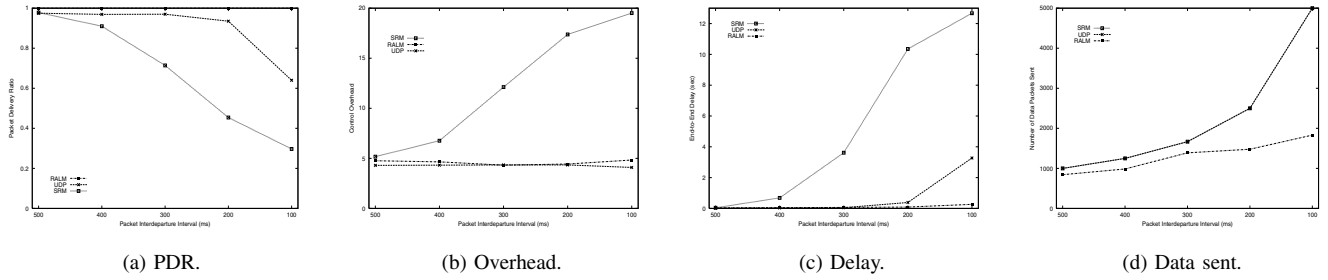 1
0.8
0.6
0.4
0.2
0
500
400
300
200
100
Packet Delivery Ratio
Packet Interdeparture Interval (ms)
RALM
UDP
SRM
(a) PDR.
20
15
10
5
0
500
400
300
200
100
Control Overhead
Packet Interdeparture Interval (ms)
SRM
RALM
UDP
(b) Overhead.
12
10
8
6
4
2
0
500
400
300
200
100
End-to-End Delay (sec)
Packet Interdeparture Interval (ms)
SRM
UDP
RALM
(c) Delay.
5000
4000
3000
2000
1000
0
500
400
300
200
100
Number of Data Packets Sent
Packet Interdeparture Interval (ms)
SRM
UDP
RALM
(d) Data sent.